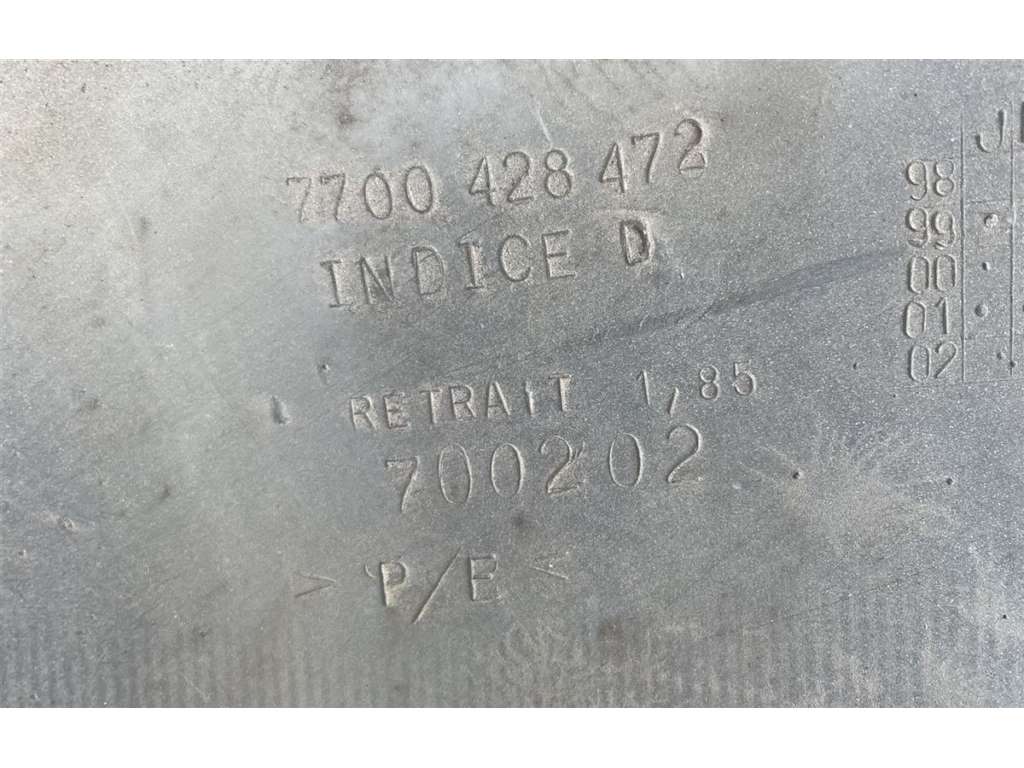 7700 428 472
INDICE D
RETRAIT 1,85
700202
> P/E <
J
98
99
00
01
02